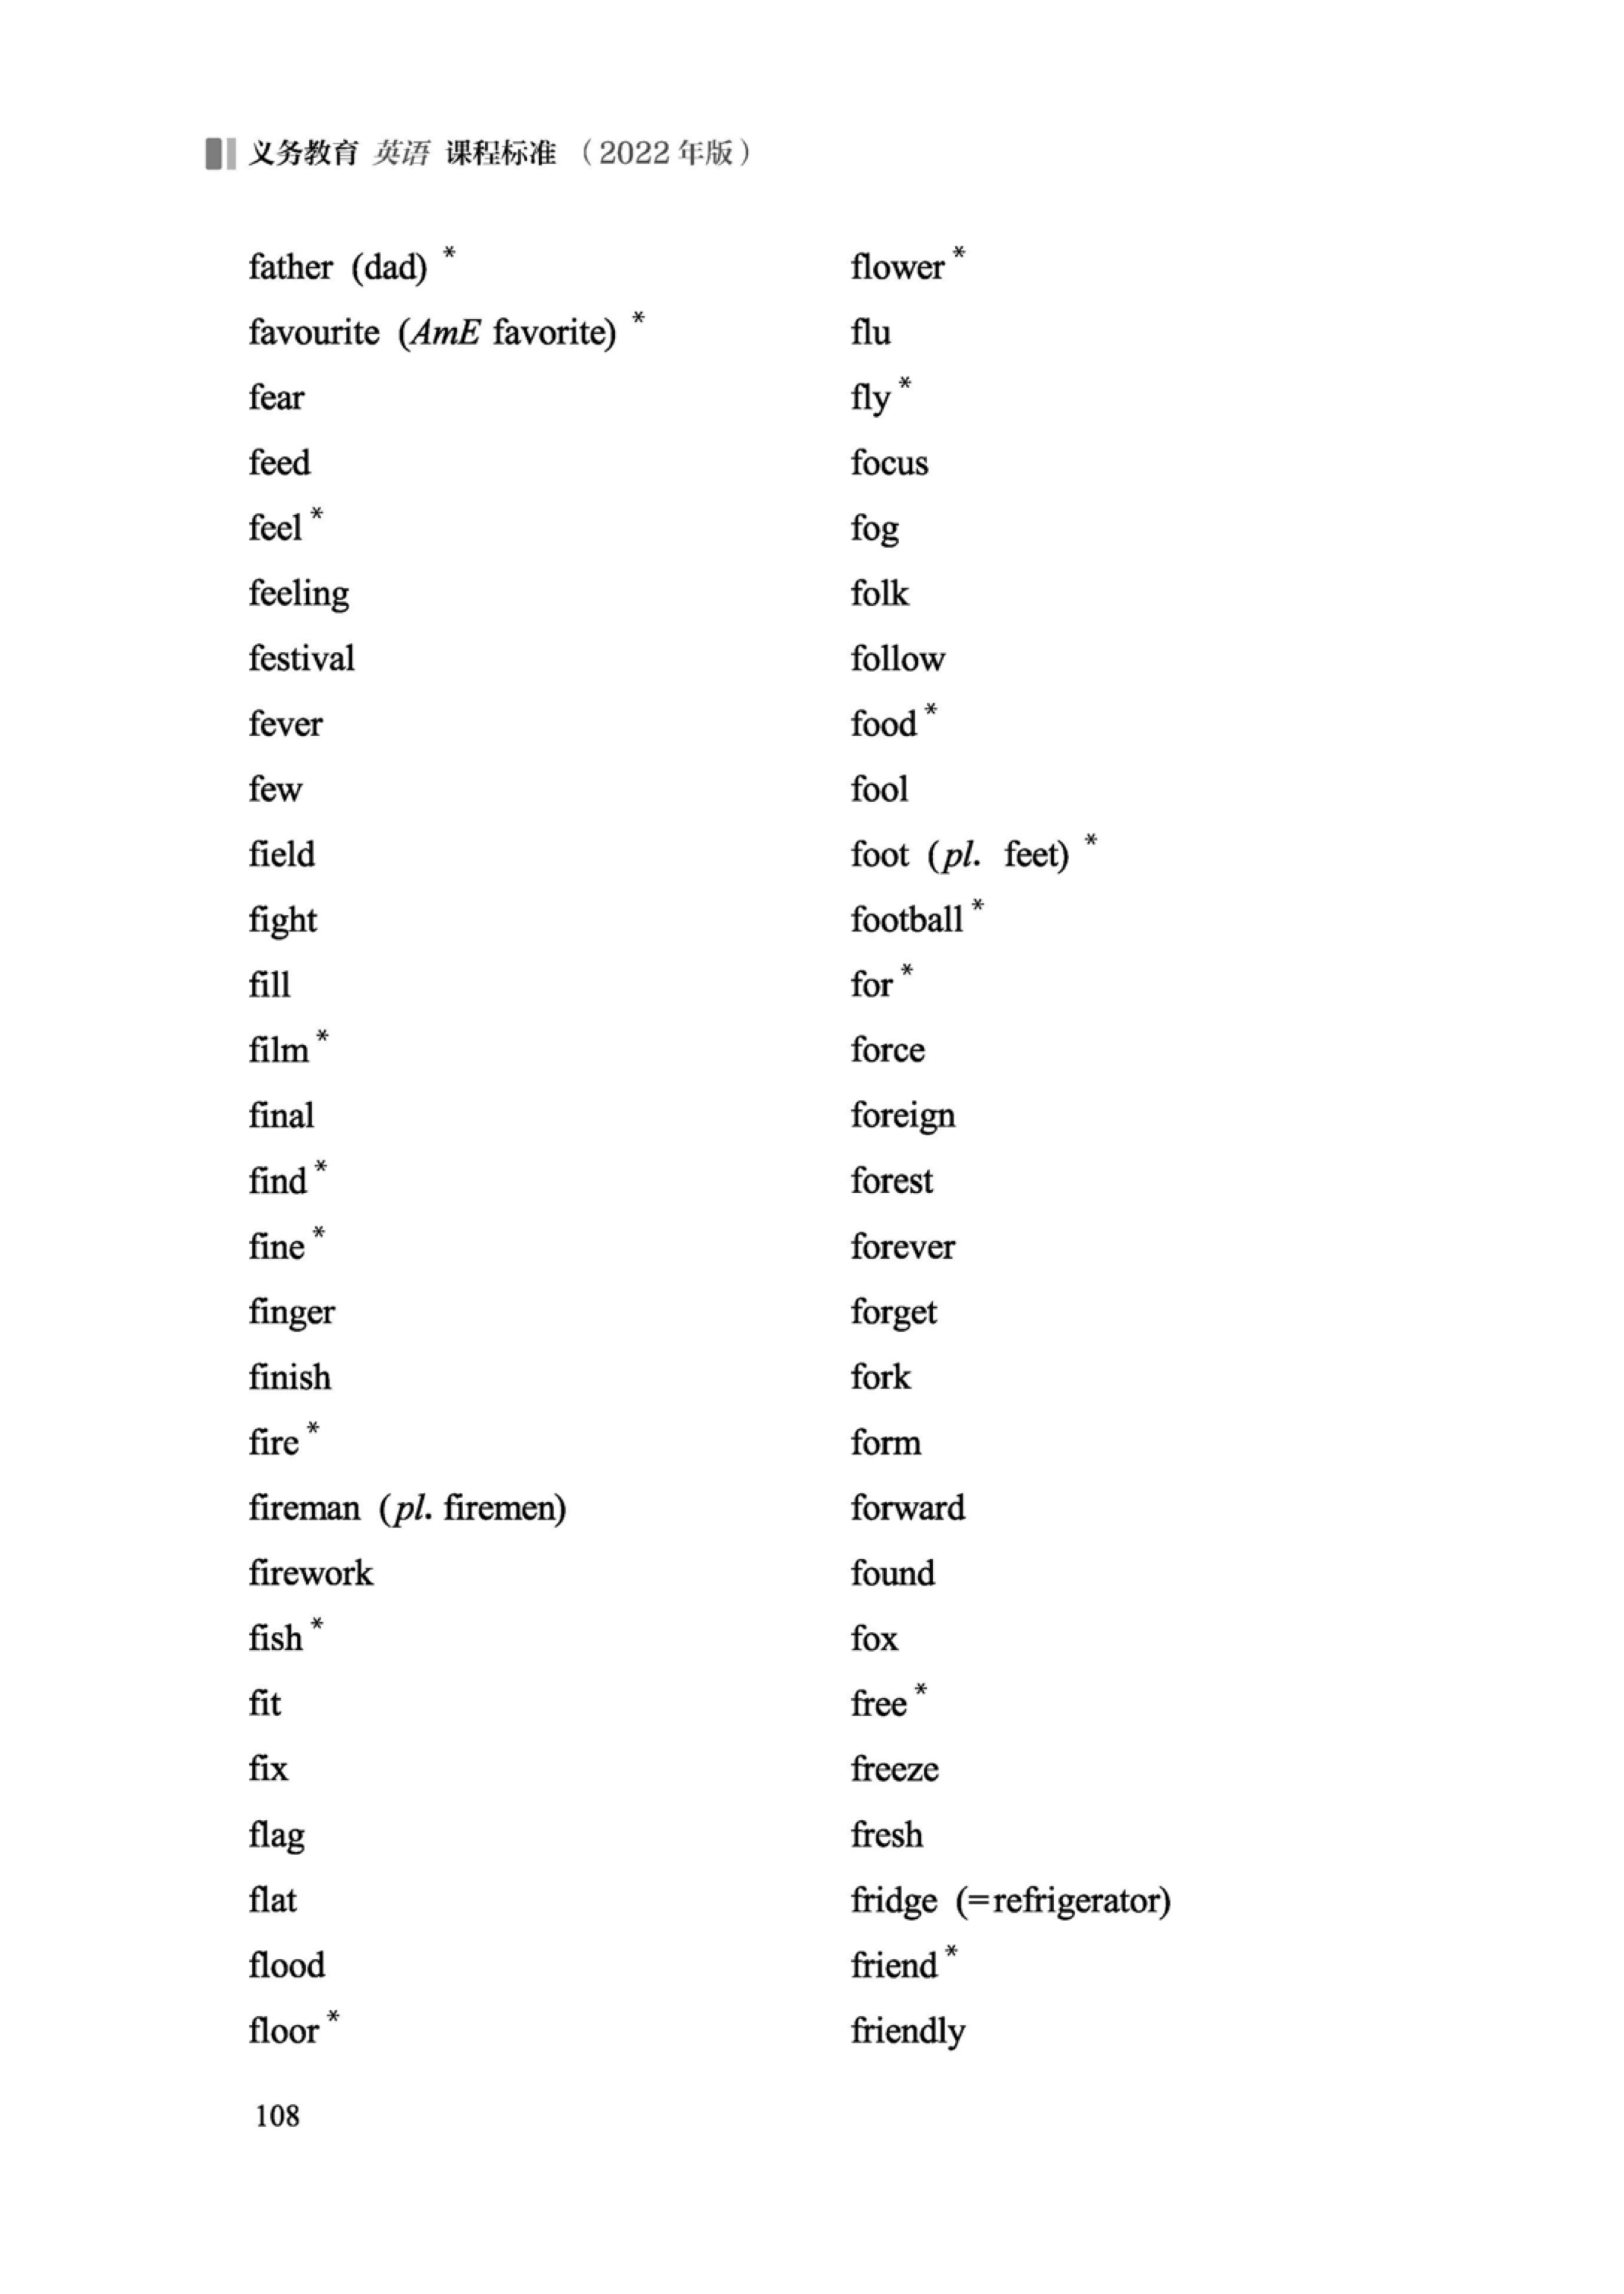 义务教育 英语 课程标准（2022年版）
father (dad) *
favourite (AmE favorite) *
fear
feed
feel *
feeling
festival
fever
few
field
fight
fill
film *
final
find *
fine *
finger
finish
fire *
fireman (pl. firemen)
firework
fish *
fit
fix
flag
flat
flood
floor *
flower *
flu
fly *
focus
fog
folk
follow
food *
fool
foot (pl. feet) *
football *
for *
force
foreign
forest
forever
forget
fork
form
forward
found
fox
free *
freeze
fresh
fridge (=refrigerator)
friend *
friendly
108